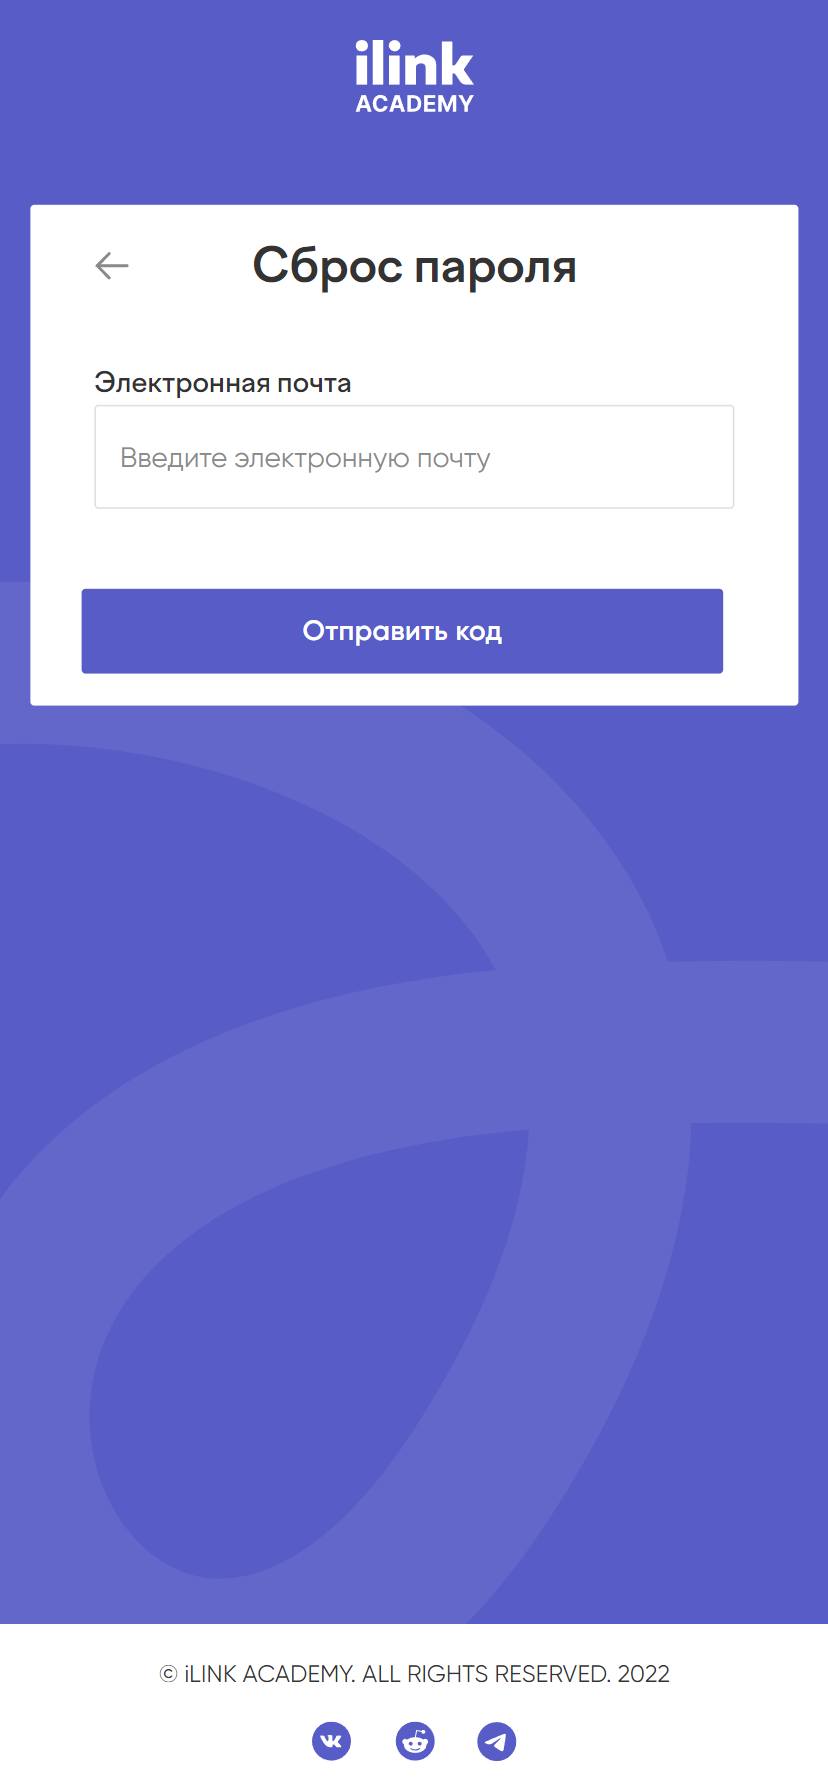 ilink
ACADEMY
Сброс пароля
Электронная почта
Введите электронную почту
Отправить код
© iLINK ACADEMY. ALL RIGHTS RESERVED. 2022